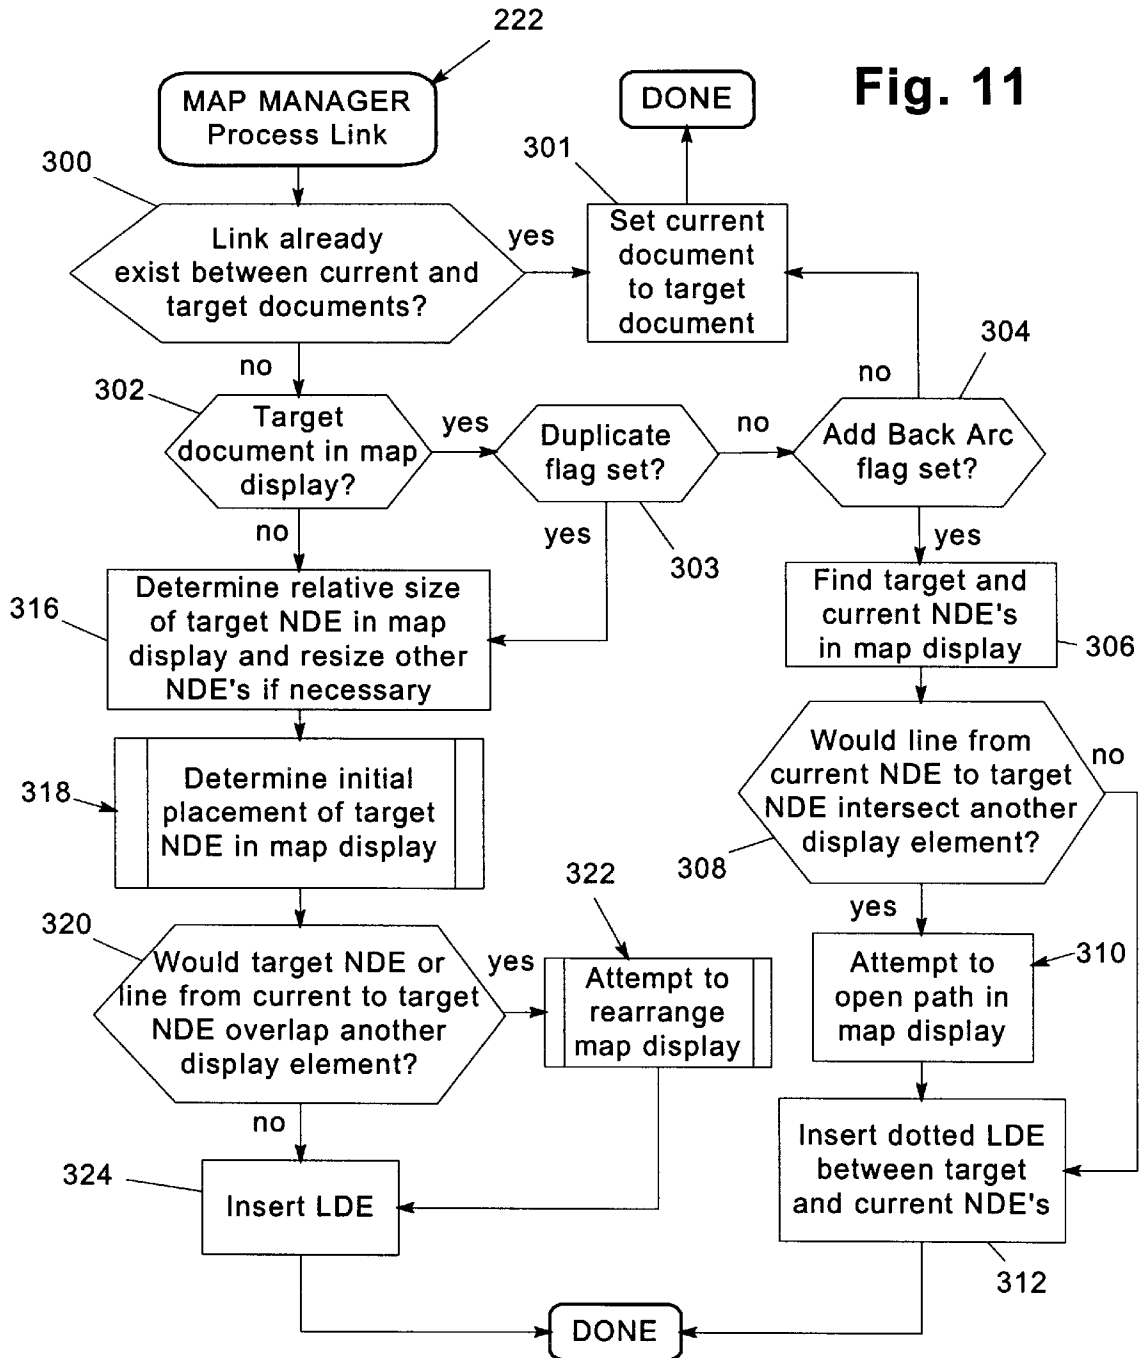 222
Fig. 11
MAP MANAGER
Process Link
DONE
300
301
Link already
exist between current and
target documents?
yes
Set current
document
to target
document
304
no
no
302
Target
document in map
display?
yes
Duplicate
flag set?
no
Add Back Arc
flag set?
no
yes
303
yes
316
Determine relative size
of target NDE in map
display and resize other
NDE's if necessary
Find target and
current NDE's
in map display
306
318
Determine initial
placement of target
NDE in map display
Would line from
current NDE to target
NDE intersect another
display element?
no
308
yes
322
320
Would target NDE or
line from current to target
NDE overlap another
display element?
yes
Attempt to
rearrange
map display
Attempt to
open path in
map display
310
no
324
Insert LDE
Insert dotted LDE
between target
and current NDE's
312
DONE